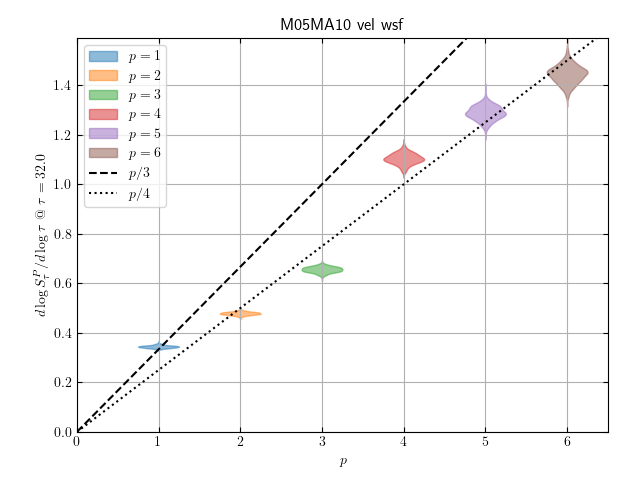 M05MA10 vel wsf
d log S_τ^P / d log τ @ τ = 32.0
1.4
1.2
1.0
0.8
0.6
0.4
0.2
0.0
p = 1
p = 2
p = 3
p = 4
p = 5
p = 6
p/3
p/4
0 1 2 3 4 5 6
p